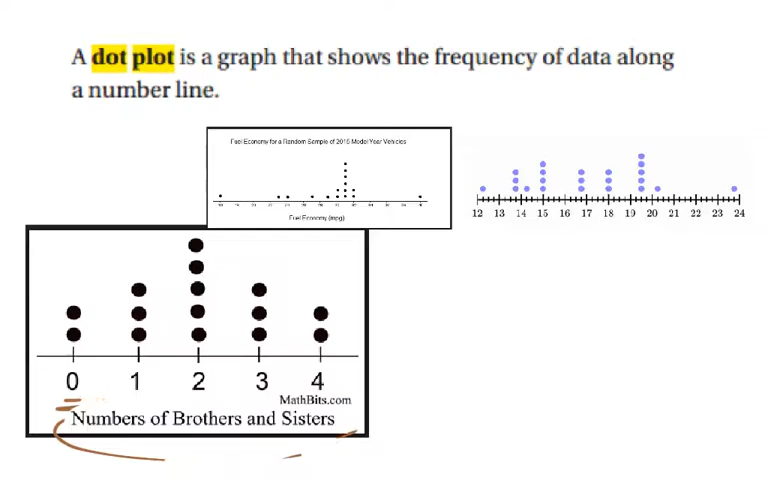 A dot plot is a graph that shows the frequency of data along
a number line.
Fuel Economy for a Random Sample of 2015 Model Year Vehicles
Fuel Economy (mpg)
12 13 14 15 16 17 18 19 20 21 22 23 24
0 1 2 3 4
MathBits.com
Numbers of Brothers and Sisters